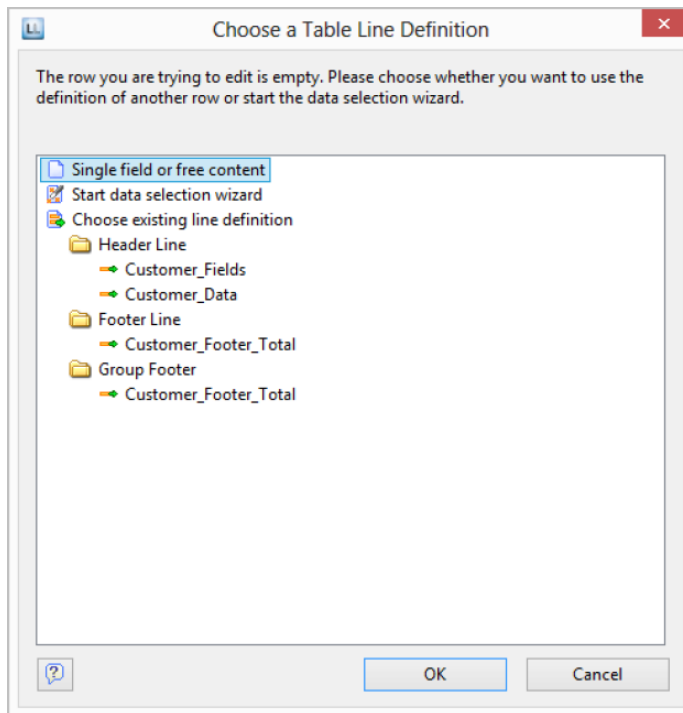 LL
Choose a Table Line Definition
The row you are trying to edit is empty. Please choose whether you want to use the
definition of another row or start the data selection wizard.
Single field or free content
Start data selection wizard
Choose existing line definition
Header Line
Customer_Fields
Customer_Data
Footer Line
Customer_Footer_Total
Group Footer
Customer_Footer_Total
?
OK
Cancel